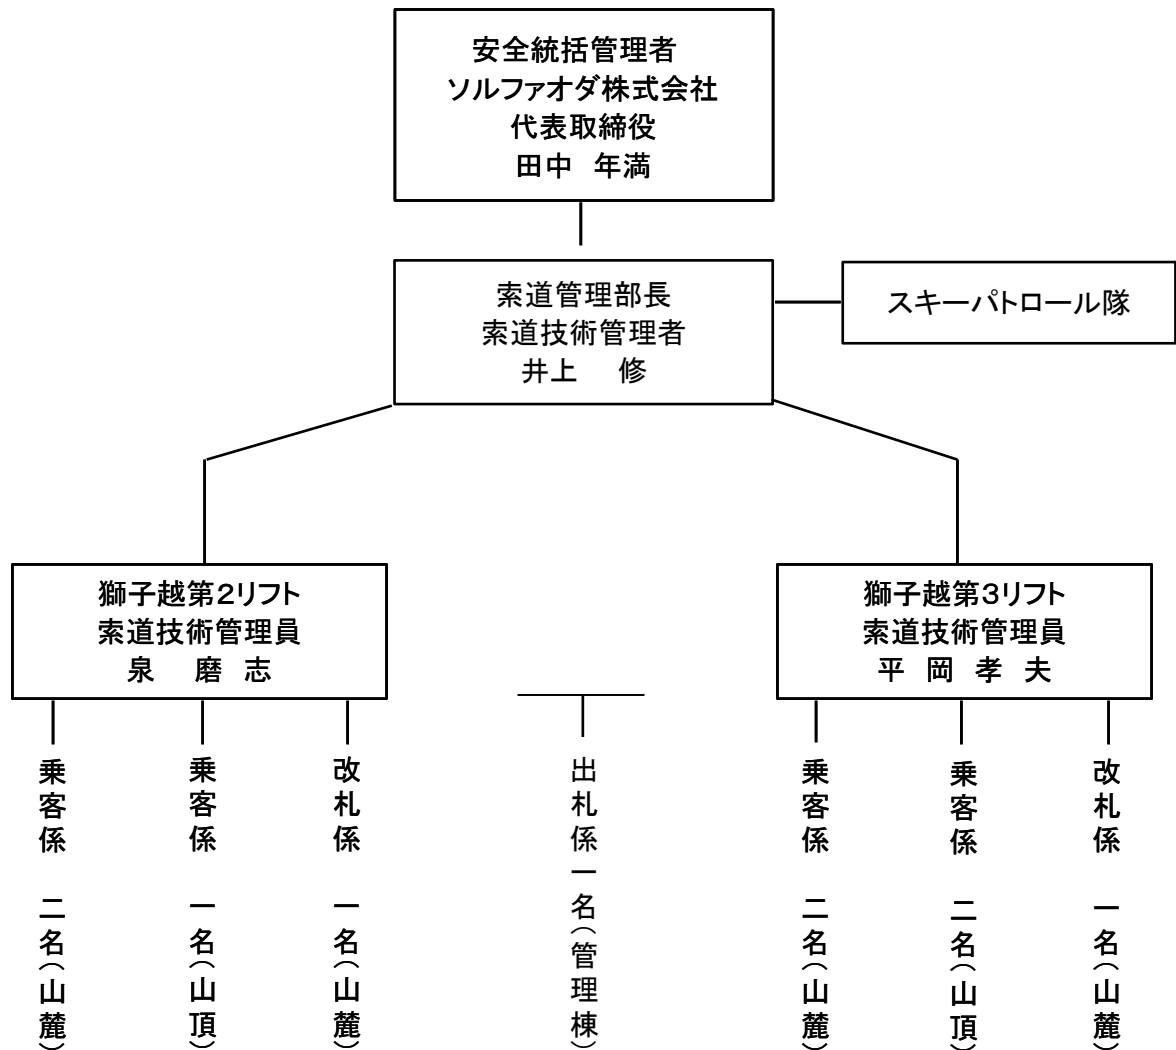 安全統括管理者
ソルファオダ株式会社
代表取締役
田中　年満
索道管理部長
索道技術管理者
井上　修
スキーパトロール隊
獅子越第2リフト
索道技術管理員
泉　磨志
獅子越第3リフト
索道技術管理員
平岡孝夫
乗客係　二名（山麓）
乗客係　一名（山頂）
改札係　一名（山麓）
出札係一名（管理棟）
乗客係　二名（山麓）
乗客係　二名（山頂）
改札係　一名（山麓）